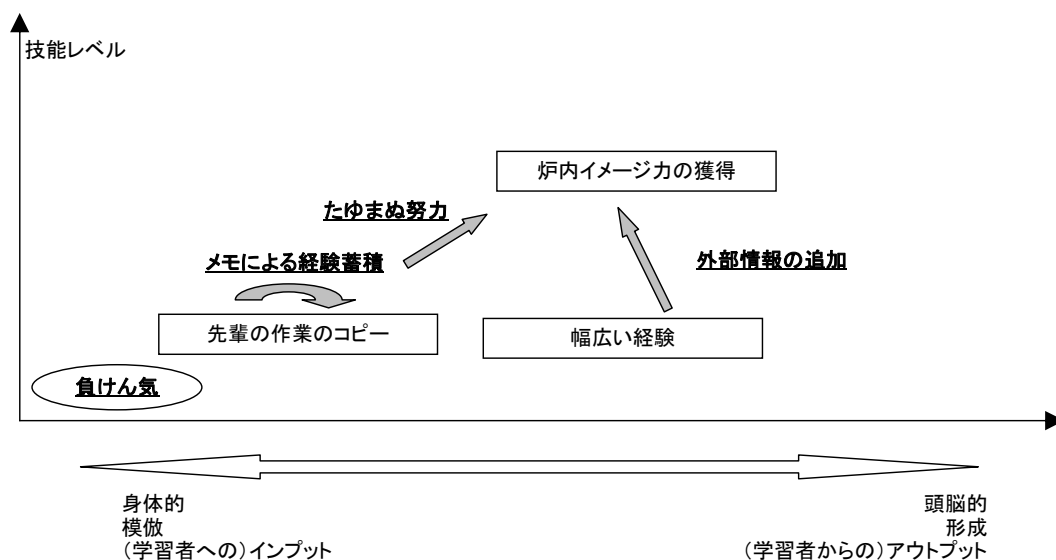 技能レベル
炉内イメージ力の獲得
たゆまぬ努力
メモによる経験蓄積
外部情報の追加
先輩の作業のコピー
幅広い経験
負けん気
身体的
模倣
(学習者への)インプット
頭脳的
形成
(学習者からの)アウトプット